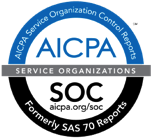 AICPA Service Organization Control Reports
AICPA
SERVICE ORGANIZATIONS
SOC
aicpa.org/soc
Formerly SAS 70 Reports